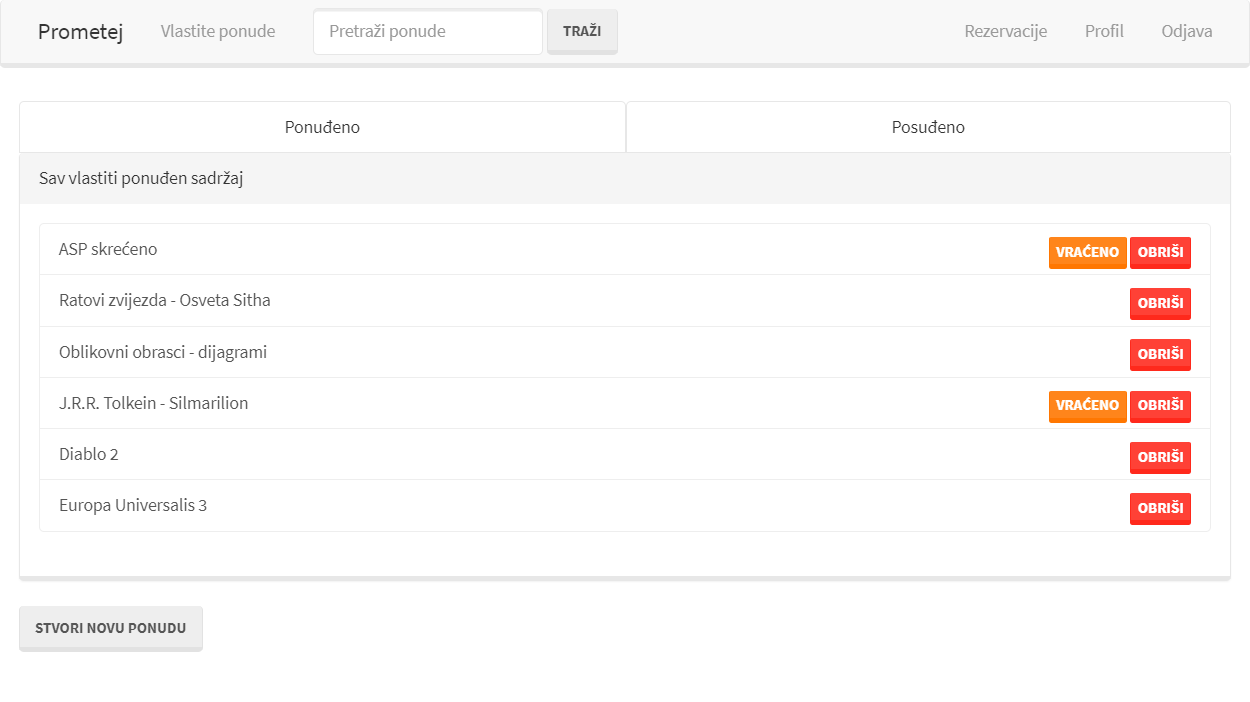 Prometej Vlastite ponude Pretraži ponude TRAŽI Rezervacije Profil Odjava
Ponuđeno Posuđeno
Sav vlastiti ponuđen sadržaj
ASP skrećeno VRAĆENO OBRIŠI
Ratovi zvijezda - Osveta Sitha OBRIŠI
Oblikovni obrasci - dijagrami OBRIŠI
J.R.R. Tolkein - Silmarilion VRAĆENO OBRIŠI
Diablo 2 OBRIŠI
Europa Universalis 3 OBRIŠI
STVORI NOVU PONUDU